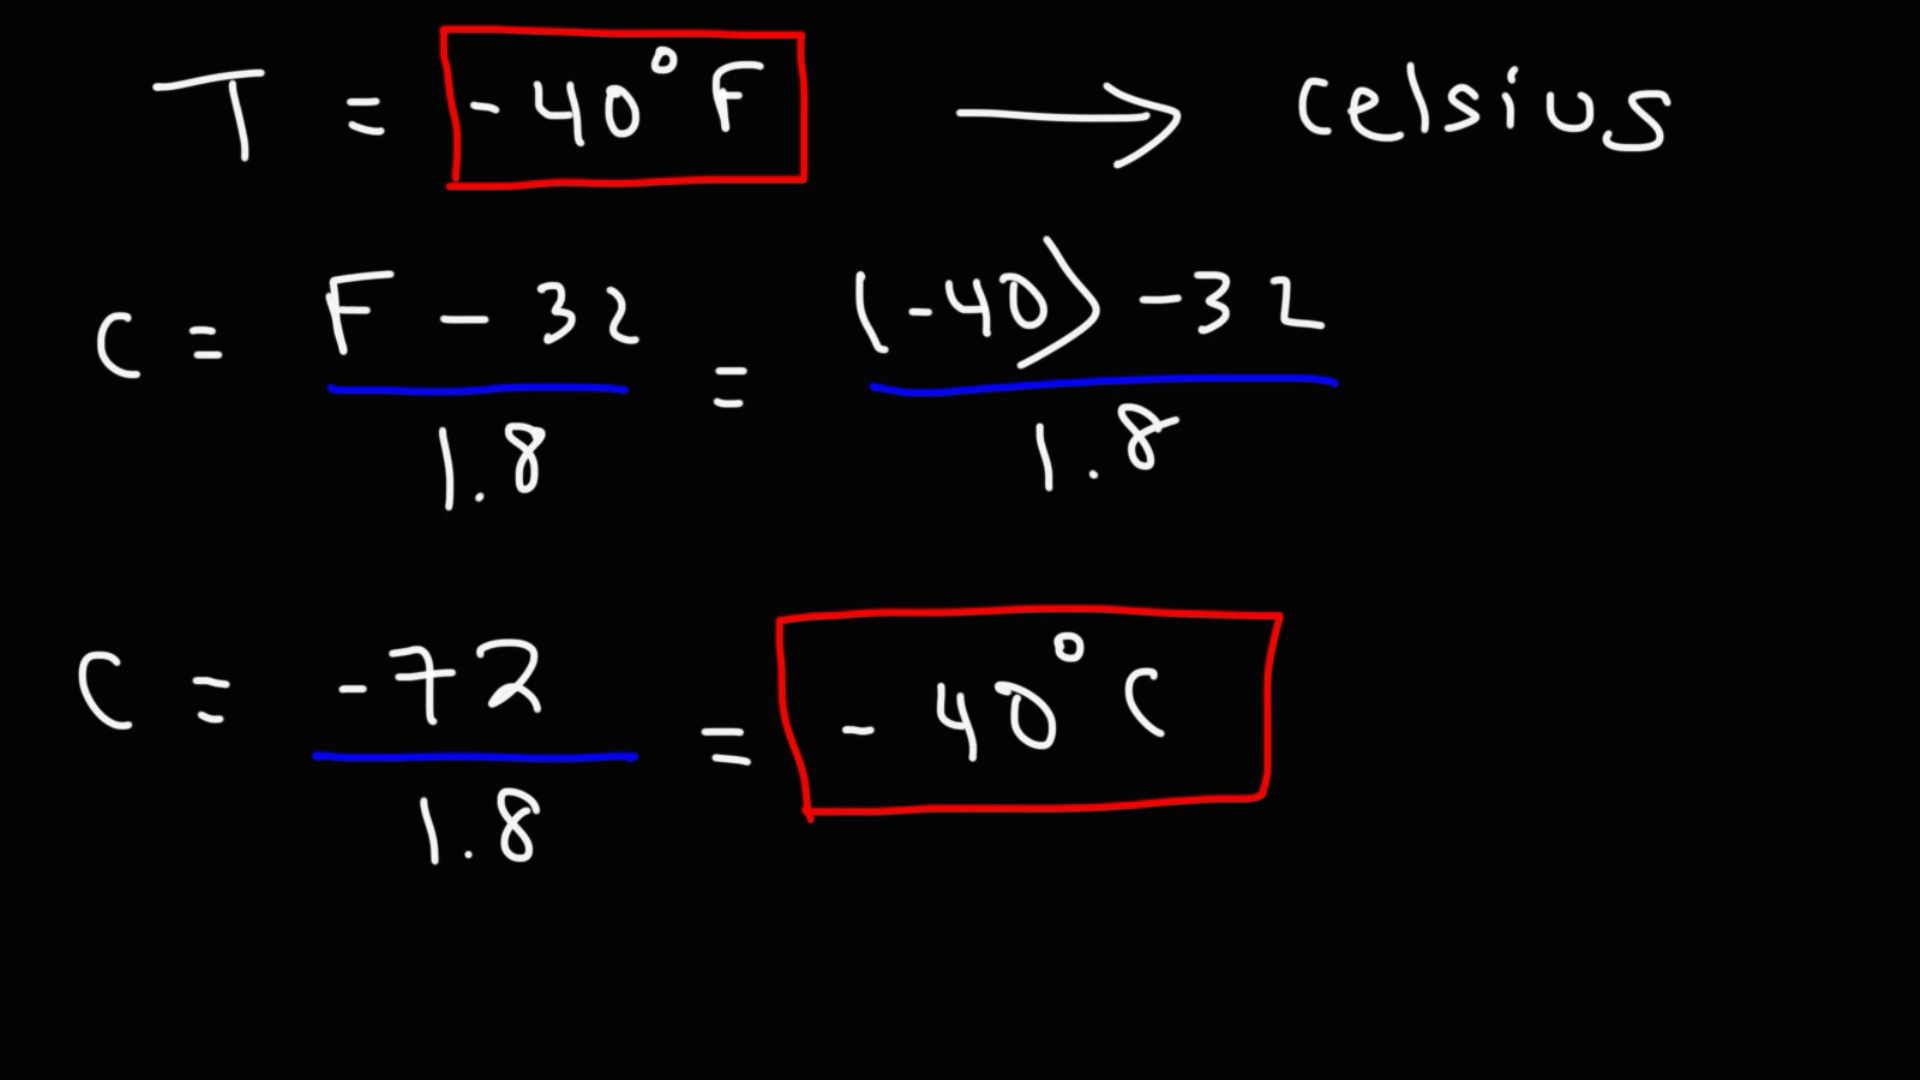 T = -40°F → celsius
C = F - 32 / 1.8 = (-40) - 32 / 1.8
C = -72 / 1.8 = -40°C